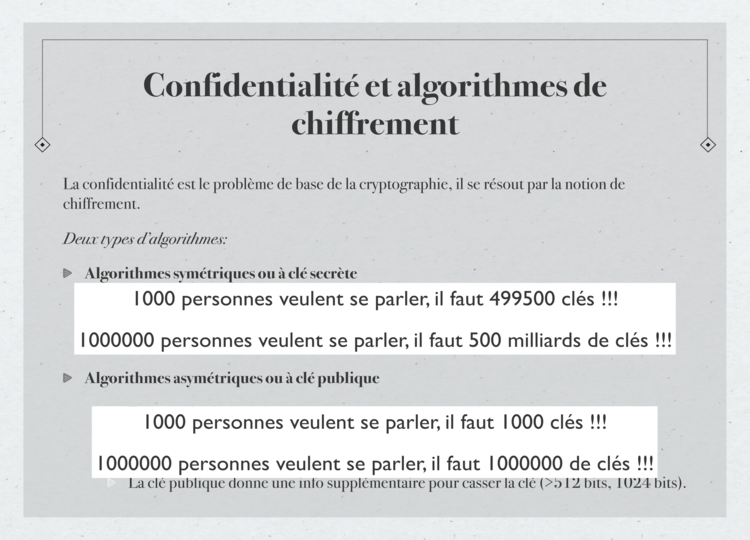 Confidentialité et algorithmes de
chiffrement
La confidentialité est le problème de base de la cryptographie, il se résout par la notion de
chiffrement.
Deux types d'algorithmes:
Algorithmes symétriques ou à clé secrète
1000 personnes veulent se parler, il faut 499500 clés !!!
1000000 personnes veulent se parler, il faut 500 milliards de clés !!!
Algorithmes asymétriques ou à clé publique
1000 personnes veulent se parler, il faut 1000 clés !!!
1000000 personnes veulent se parler, il faut 1000000 de clés !!!
La clé publique donne une info supplémentaire pour casser la clé (>512 bits, 1024 bits).